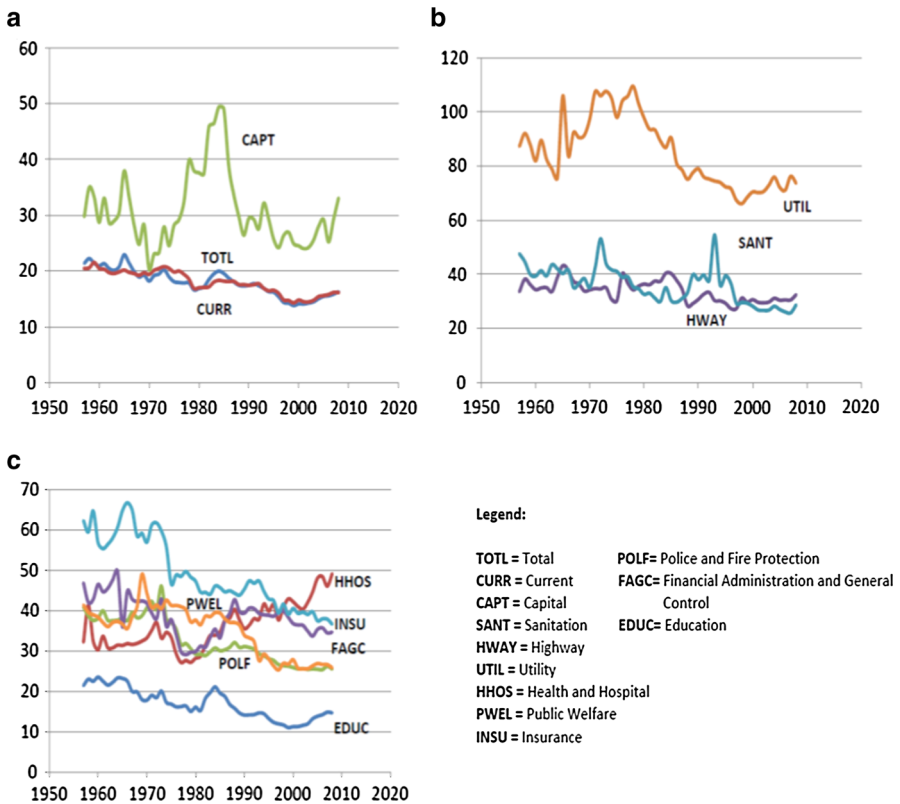 a
60
50
40
30
20
10
0
CAPT
TOTL
CURR
1950 1960 1970 1980 1990 2000 2010 2020
b
120
100
80
60
40
20
0
UTIL
SANT
HWAY
1950 1960 1970 1980 1990 2000 2010 2020
c
70
60
50
40
30
20
10
0
HHOS
PWEL
INSU
FAGC
POLF
EDUC
1950 1960 1970 1980 1990 2000 2010 2020
Legend:
TOTL = Total
CURR = Current
CAPT = Capital
SANT = Sanitation
HWAY = Highway
UTIL = Utility
HHOS = Health and Hospital
PWEL = Public Welfare
INSU = Insurance
POLF= Police and Fire Protection
FAGC= Financial Administration and General
Control
EDUC= Education